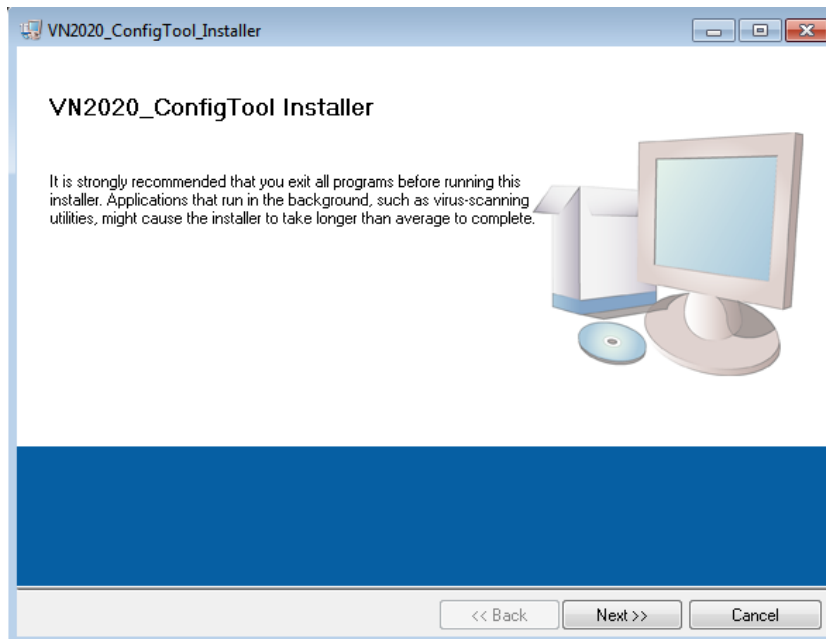 VN2020_ConfigTool_Installer
VN2020_ConfigTool Installer
It is strongly recommended that you exit all programs before running this
installer. Applications that run in the background, such as virus-scanning
utilities, might cause the installer to take longer than average to complete.
<< Back Next >> Cancel